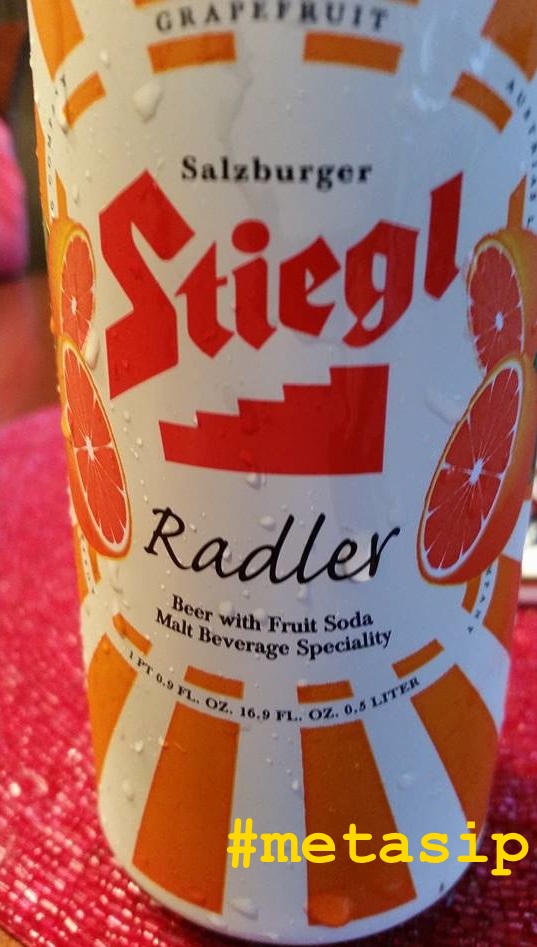 GRAPEFRUIT
Salzburger
Stiegl
Radler
Beer with Fruit Soda
Malt Beverage Speciality
1 PT 0.9 FL. OZ. 16.9 FL. OZ. 0.5 LITER
#metasip